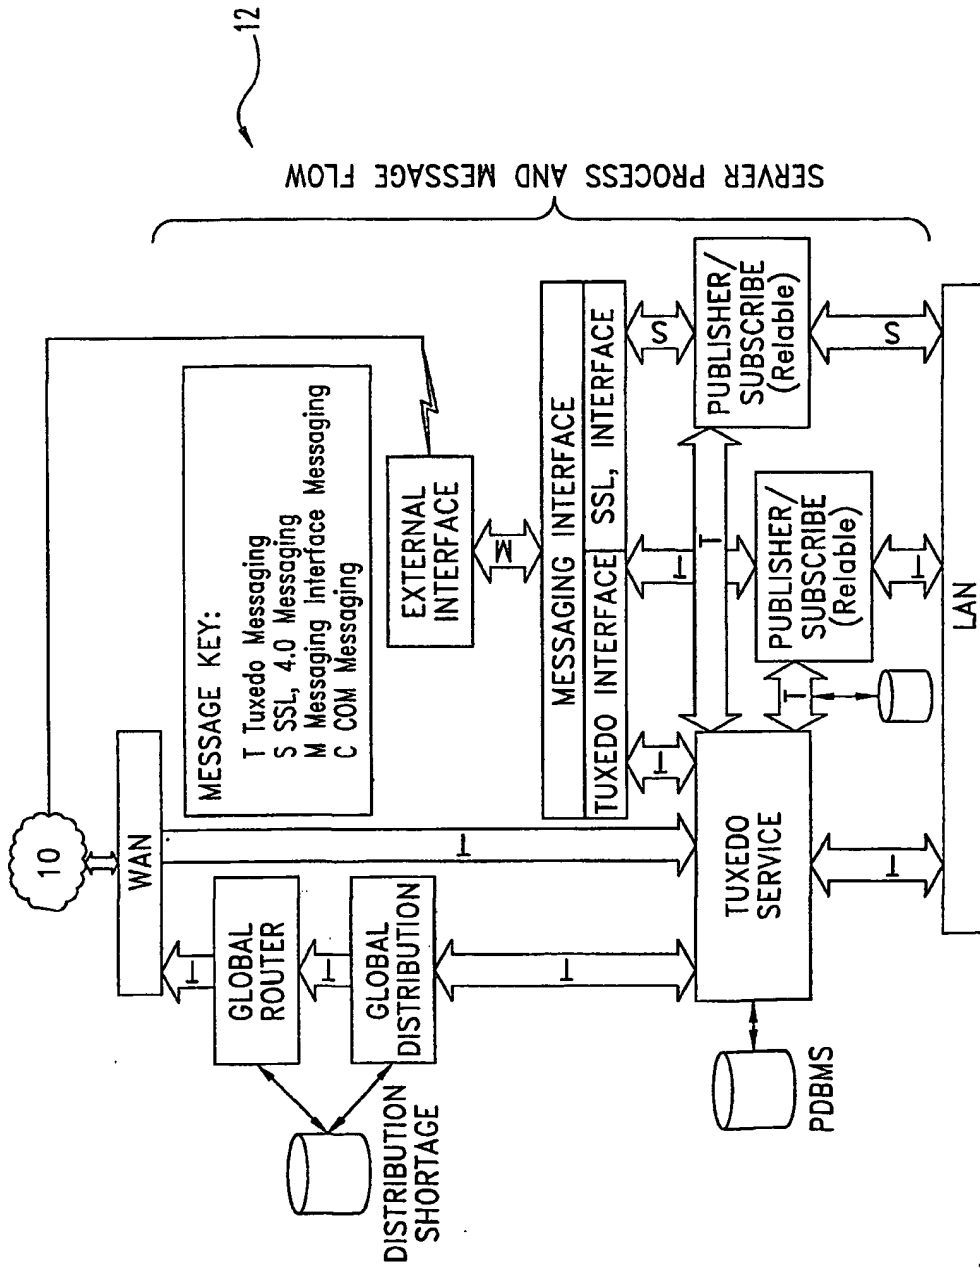 12
SERVER PROCESS AND MESSAGE FLOW
10
WAN
MESSAGE KEY:
T Tuxedo Messaging
S SSL, 4.0 Messaging
M Messaging Interface Messaging
C COM Messaging
T
GLOBAL
ROUTER
T
GLOBAL
DISTRIBUTION
DISTRIBUTION
SHORTAGE
T
T
EXTERNAL
INTERFACE
M
MESSAGING INTERFACE
TUXEDO INTERFACE
SSL, INTERFACE
T
T
S
T
PUBLISHER/
SUBSCRIBE
(Relable)
PUBLISHER/
SUBSCRIBE
(Relable)
T
TUXEDO
SERVICE
PDBMS
T
T
S
LAN